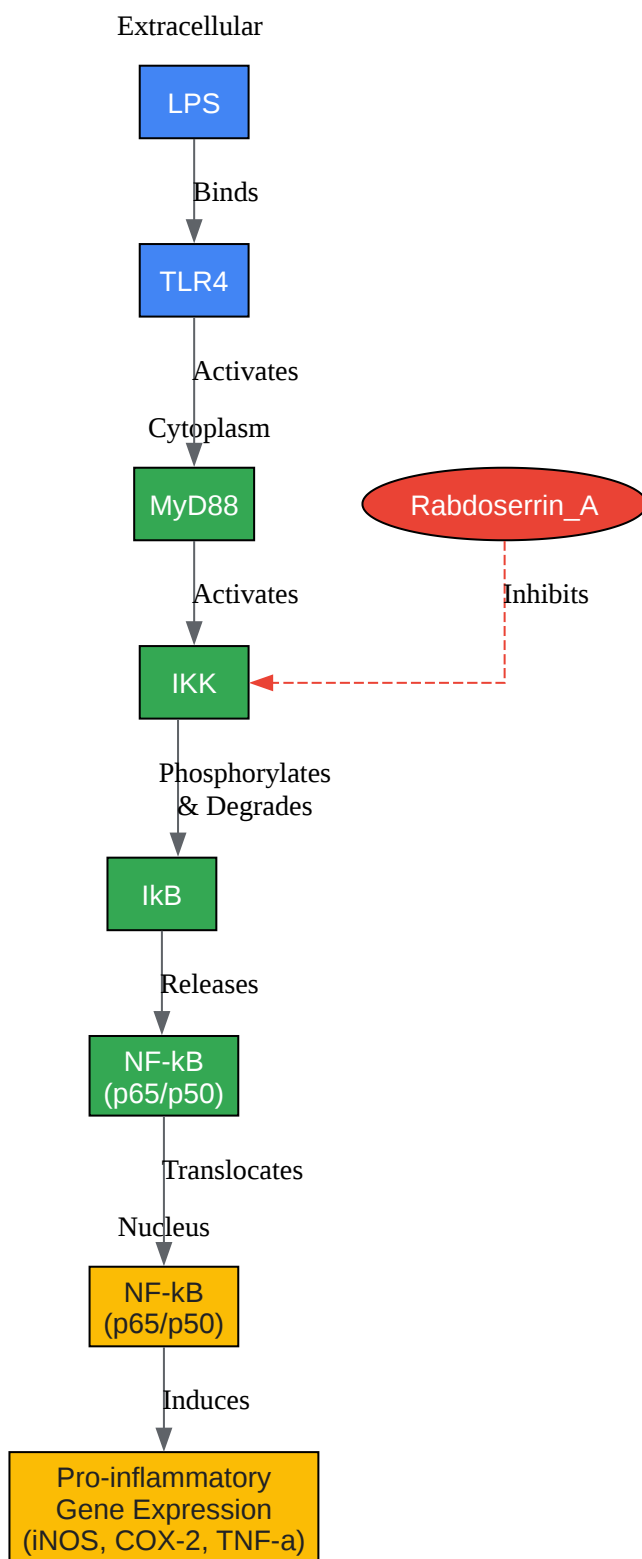 Extracellular
LPS
Binds
TLR4
Activates
Cytoplasm
MyD88
Rabdoserrin_A
Activates
Inhibits
IKK
Phosphorylates
& Degrades
IkB
Releases
NF-kB
(p65/p50)
Translocates
Nucleus
NF-kB
(p65/p50)
Induces
Pro-inflammatory
Gene Expression
(iNOS, COX-2, TNF-a)